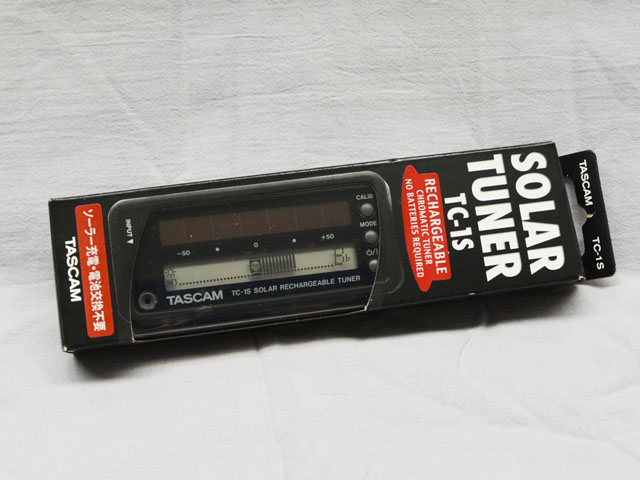 ソーラー充電・電池交換不要
TASCAM
INPUT ▼
CALIB
MODE
⏻/I
-50 • 0 • +50
TASCAM TC-1S SOLAR RECHARGEABLE TUNER
RECHARGEABLE
CHROMATIC TUNER
NO BATTERIES REQUIRED
SOLAR
TUNER
TC-1S
TASCAM
TC-1S